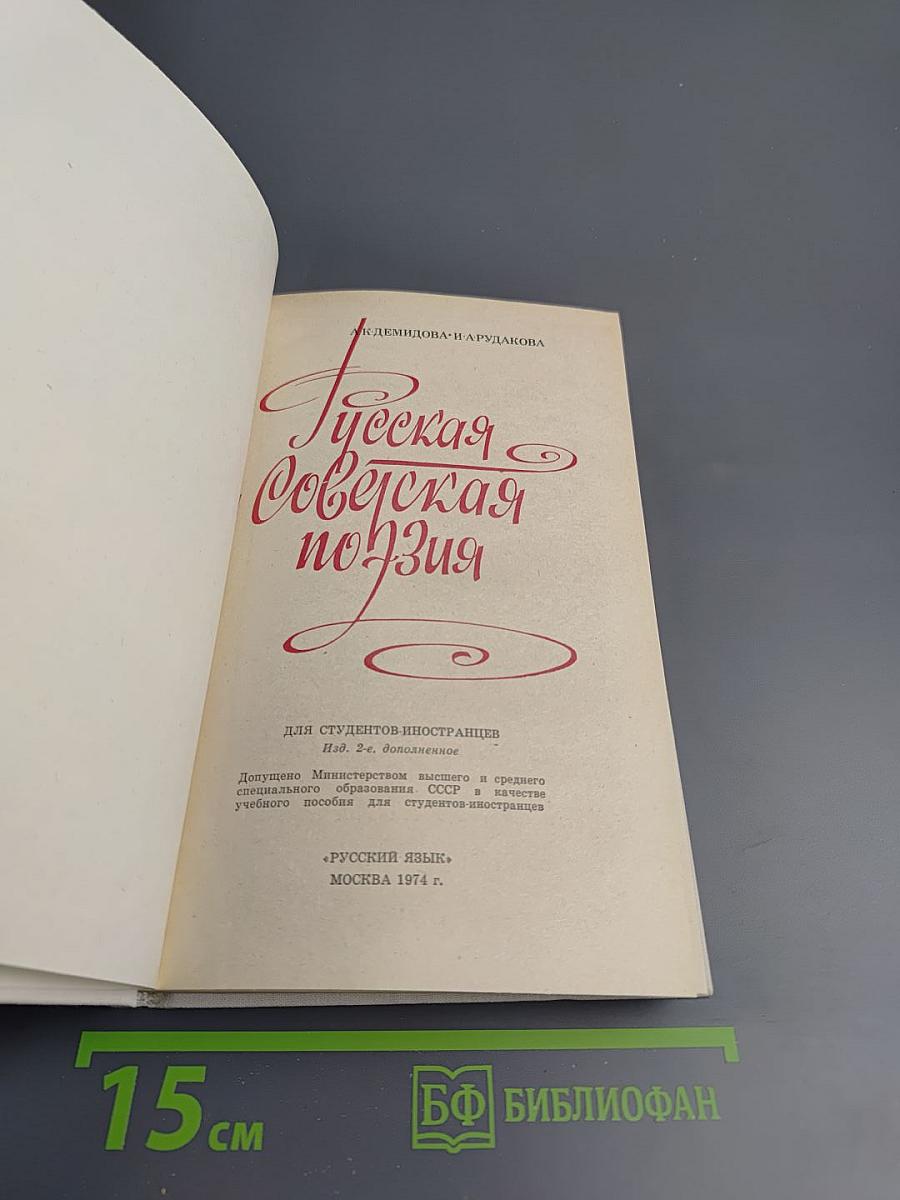 А·К·ДЕМИДОВА·И·А·РУДАКОВА
Русская
Советская
поэзия
ДЛЯ СТУДЕНТОВ-ИНОСТРАНЦЕВ
Изд. 2-е, дополненное
Допущено Министерством высшего и среднего
специального образования СССР в качестве
учебного пособия для студентов-иностранцев
«РУССКИЙ ЯЗЫК»
МОСКВА 1974 г.
15 см
БФ БИБЛИОФАН